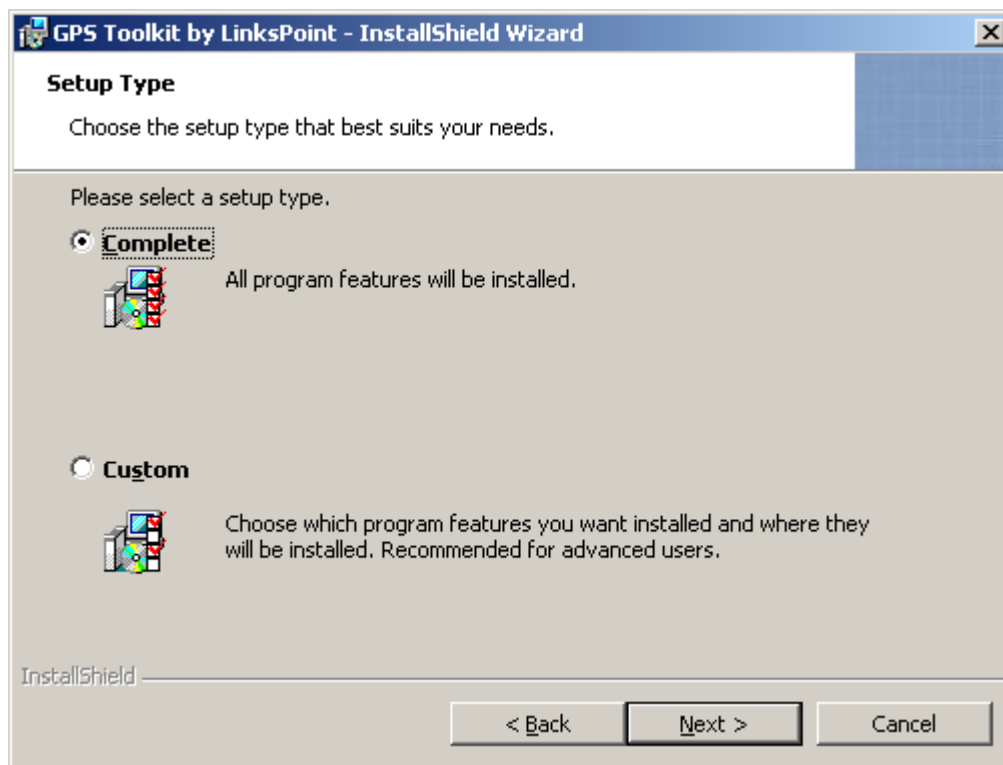 GPS Toolkit by LinksPoint - InstallShield Wizard
Setup Type
Choose the setup type that best suits your needs.
Please select a setup type.
Complete
All program features will be installed.
Custom
Choose which program features you want installed and where they
will be installed. Recommended for advanced users.
InstallShield
< Back Next > Cancel